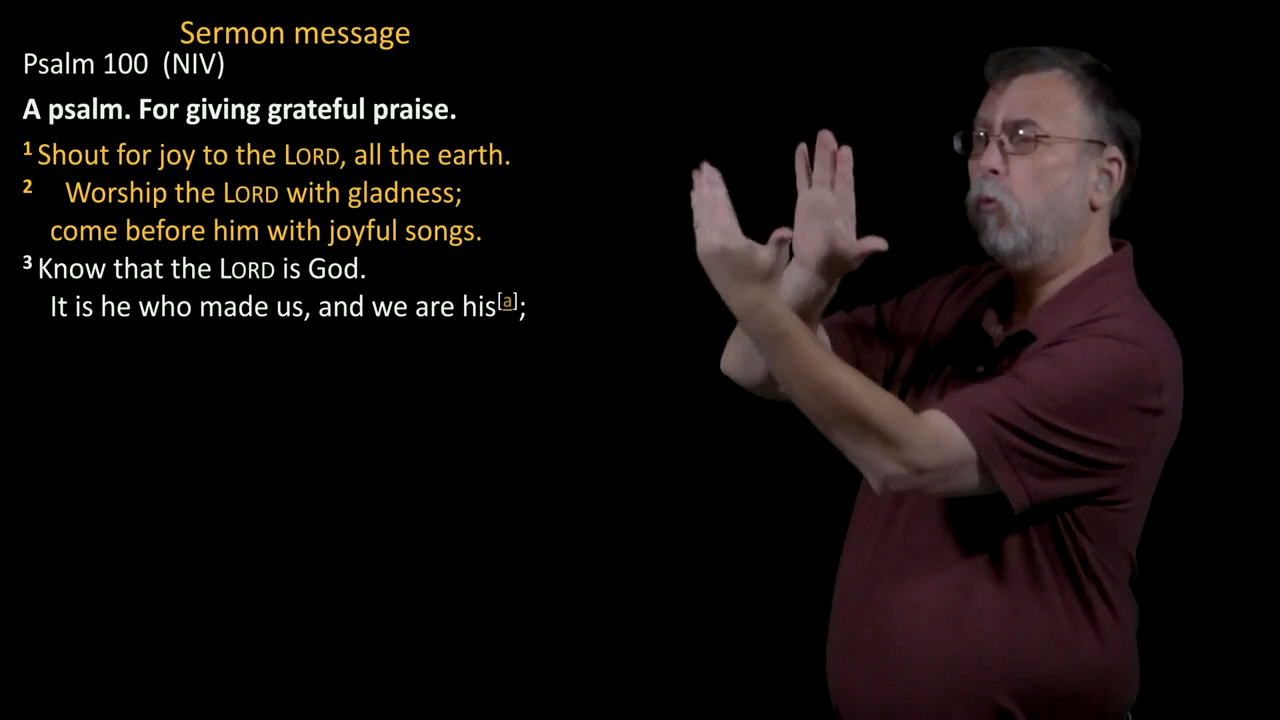 Sermon message
Psalm 100 (NIV)
A psalm. For giving grateful praise.
1 Shout for joy to the LORD, all the earth.
2 Worship the LORD with gladness;
come before him with joyful songs.
3 Know that the LORD is God.
It is he who made us, and we are his[a];